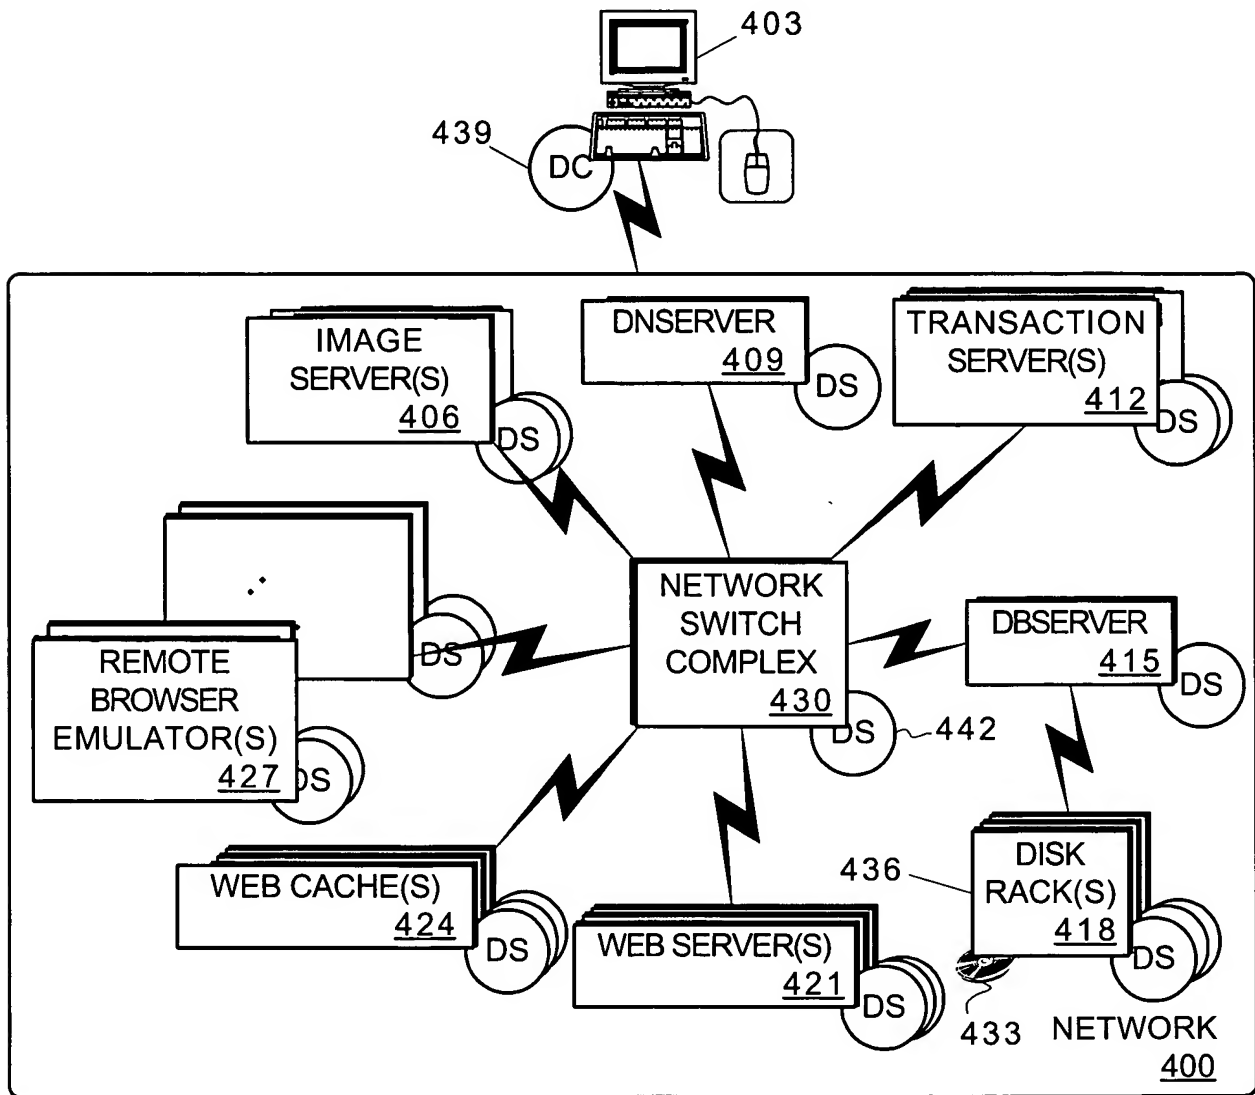 403
439
DC
IMAGE
SERVER(S)
406
DS
DNSERVER
409
DS
TRANSACTION
SERVER(S)
412
DS
NETWORK
SWITCH
COMPLEX
430
DS
442
DBSERVER
415
DS
DS
REMOTE
BROWSER
EMULATOR(S)
427
DS
WEB CACHE(S)
424
DS
WEB SERVER(S)
421
DS
436
DISK
RACK(S)
418
DS
433
NETWORK
400